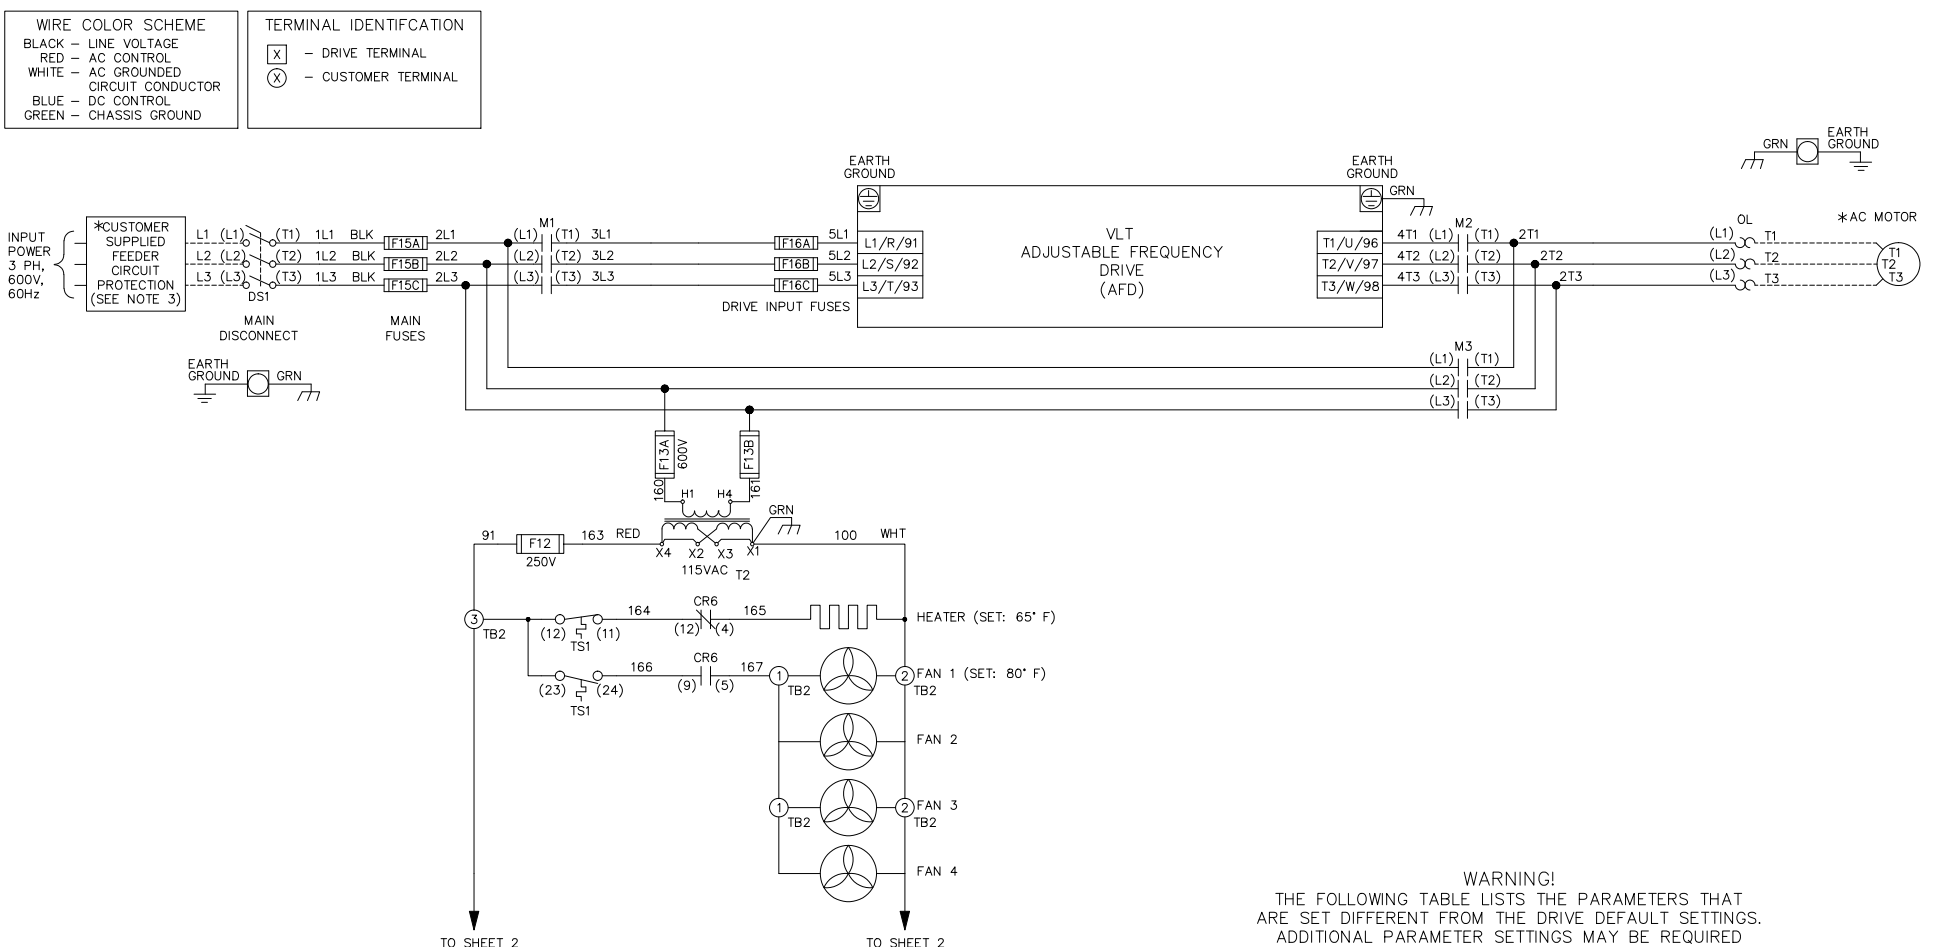 WIRE COLOR SCHEME
BLACK – LINE VOLTAGE
RED – AC CONTROL
WHITE – AC GROUNDED
CIRCUIT CONDUCTOR
BLUE – DC CONTROL
GREEN – CHASSIS GROUND
TERMINAL IDENTIFCATION
X – DRIVE TERMINAL
X – CUSTOMER TERMINAL
INPUT
POWER
3 PH,
600V,
60Hz
*CUSTOMER
SUPPLIED
FEEDER
CIRCUIT
PROTECTION
(SEE NOTE 3)
L1 (L1) (T1) 1L1 BLK F15A 2L1 (L1) M1 (T1) 3L1 F16A 5L1 L1/R/91
L2 (L2) (T2) 1L2 BLK F15B 2L2 (L2) (T2) 3L2 F16B 5L2 L2/S/92
L3 (L3) (T3) 1L3 BLK F15C 2L3 (L3) (T3) 3L3 F16C 5L3 L3/T/93
DS1
MAIN
DISCONNECT
MAIN
FUSES
DRIVE INPUT FUSES
EARTH
GROUND
GRN
EARTH
GROUND
VLT
ADJUSTABLE FREQUENCY
DRIVE
(AFD)
EARTH
GROUND
GRN
T1/U/96 4T1 (L1) M2 (T1) 2T1
T2/V/97 4T2 (L2) (T2) 2T2
T3/W/98 4T3 (L3) (T3) 2T3
GRN
EARTH
GROUND
OL
(L1) T1
(L2) T2
(L3) T3
*AC MOTOR
T1
T2
T3
M3
(L1) (T1)
(L2) (T2)
(L3) (T3)
F13A
600V
F13B
160
161
H1 H4
GRN
91 F12 163 RED
250V
X4 X2 X3 X1
115VAC T2
100 WHT
3
TB2
(12) (11)
TS1
164
CR6
(12) (4)
165
HEATER (SET: 65° F)
(23) (24)
TS1
166
CR6
(9) (5)
167
1
TB2
2
TB2
FAN 1 (SET: 80° F)
FAN 2
1
TB2
2
TB2
FAN 3
FAN 4
TO SHEET 2
TO SHEET 2
WARNING!
THE FOLLOWING TABLE LISTS THE PARAMETERS THAT
ARE SET DIFFERENT FROM THE DRIVE DEFAULT SETTINGS.
ADDITIONAL PARAMETER SETTINGS MAY BE REQUIRED